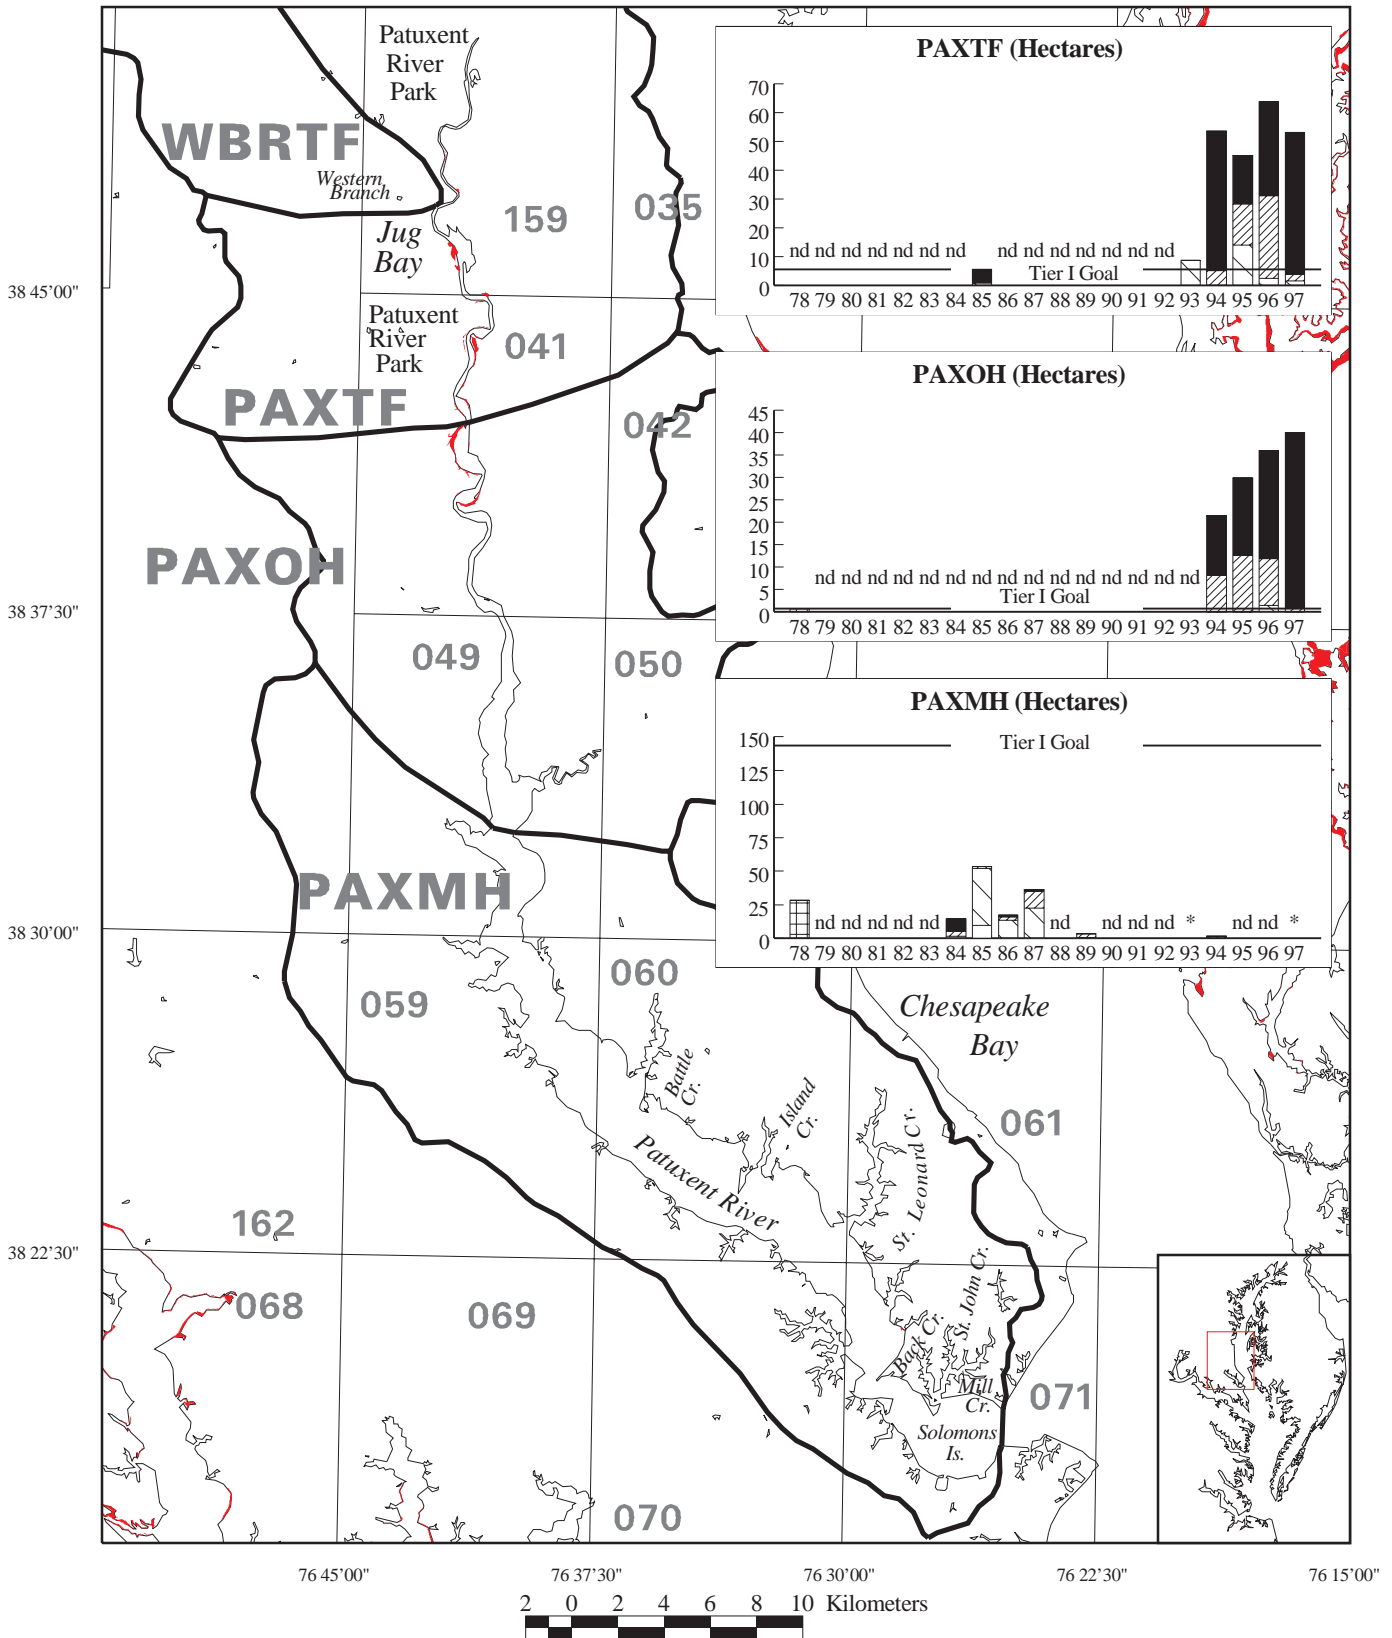 Patuxent
River
Park
WBRTF
Western
Branch
159
035
Jug
Bay
38 45'00"
Patuxent
River
Park
041
PAXTF
042
PAXOH
38 37'30"
049
050
PAXMH
38 30'00"
059
060
Chesapeake
Bay
Battle
Cr.
Island
Cr.
061
Patuxent River
St. Leonard Cr.
162
38 22'30"
068
069
St. John Cr.
Back Cr.
Mill
Cr.
071
Solomons
Is.
070
PAXTF (Hectares)
70
60
50
40
30
20
10
0
nd nd nd nd nd nd nd nd nd nd nd nd nd nd
Tier I Goal
78 79 80 81 82 83 84 85 86 87 88 89 90 91 92 93 94 95 96 97
PAXOH (Hectares)
45
40
35
30
25
20
15
10
5
0
nd nd nd nd nd nd nd nd nd nd nd nd nd nd nd
Tier I Goal
78 79 80 81 82 83 84 85 86 87 88 89 90 91 92 93 94 95 96 97
PAXMH (Hectares)
150
125
100
75
50
25
0
Tier I Goal
nd nd nd nd nd nd nd nd nd * nd nd *
78 79 80 81 82 83 84 85 86 87 88 89 90 91 92 93 94 95 96 97
76 45'00" 76 37'30" 76 30'00" 76 22'30" 76 15'00"
2 0 2 4 6 8 10 Kilometers